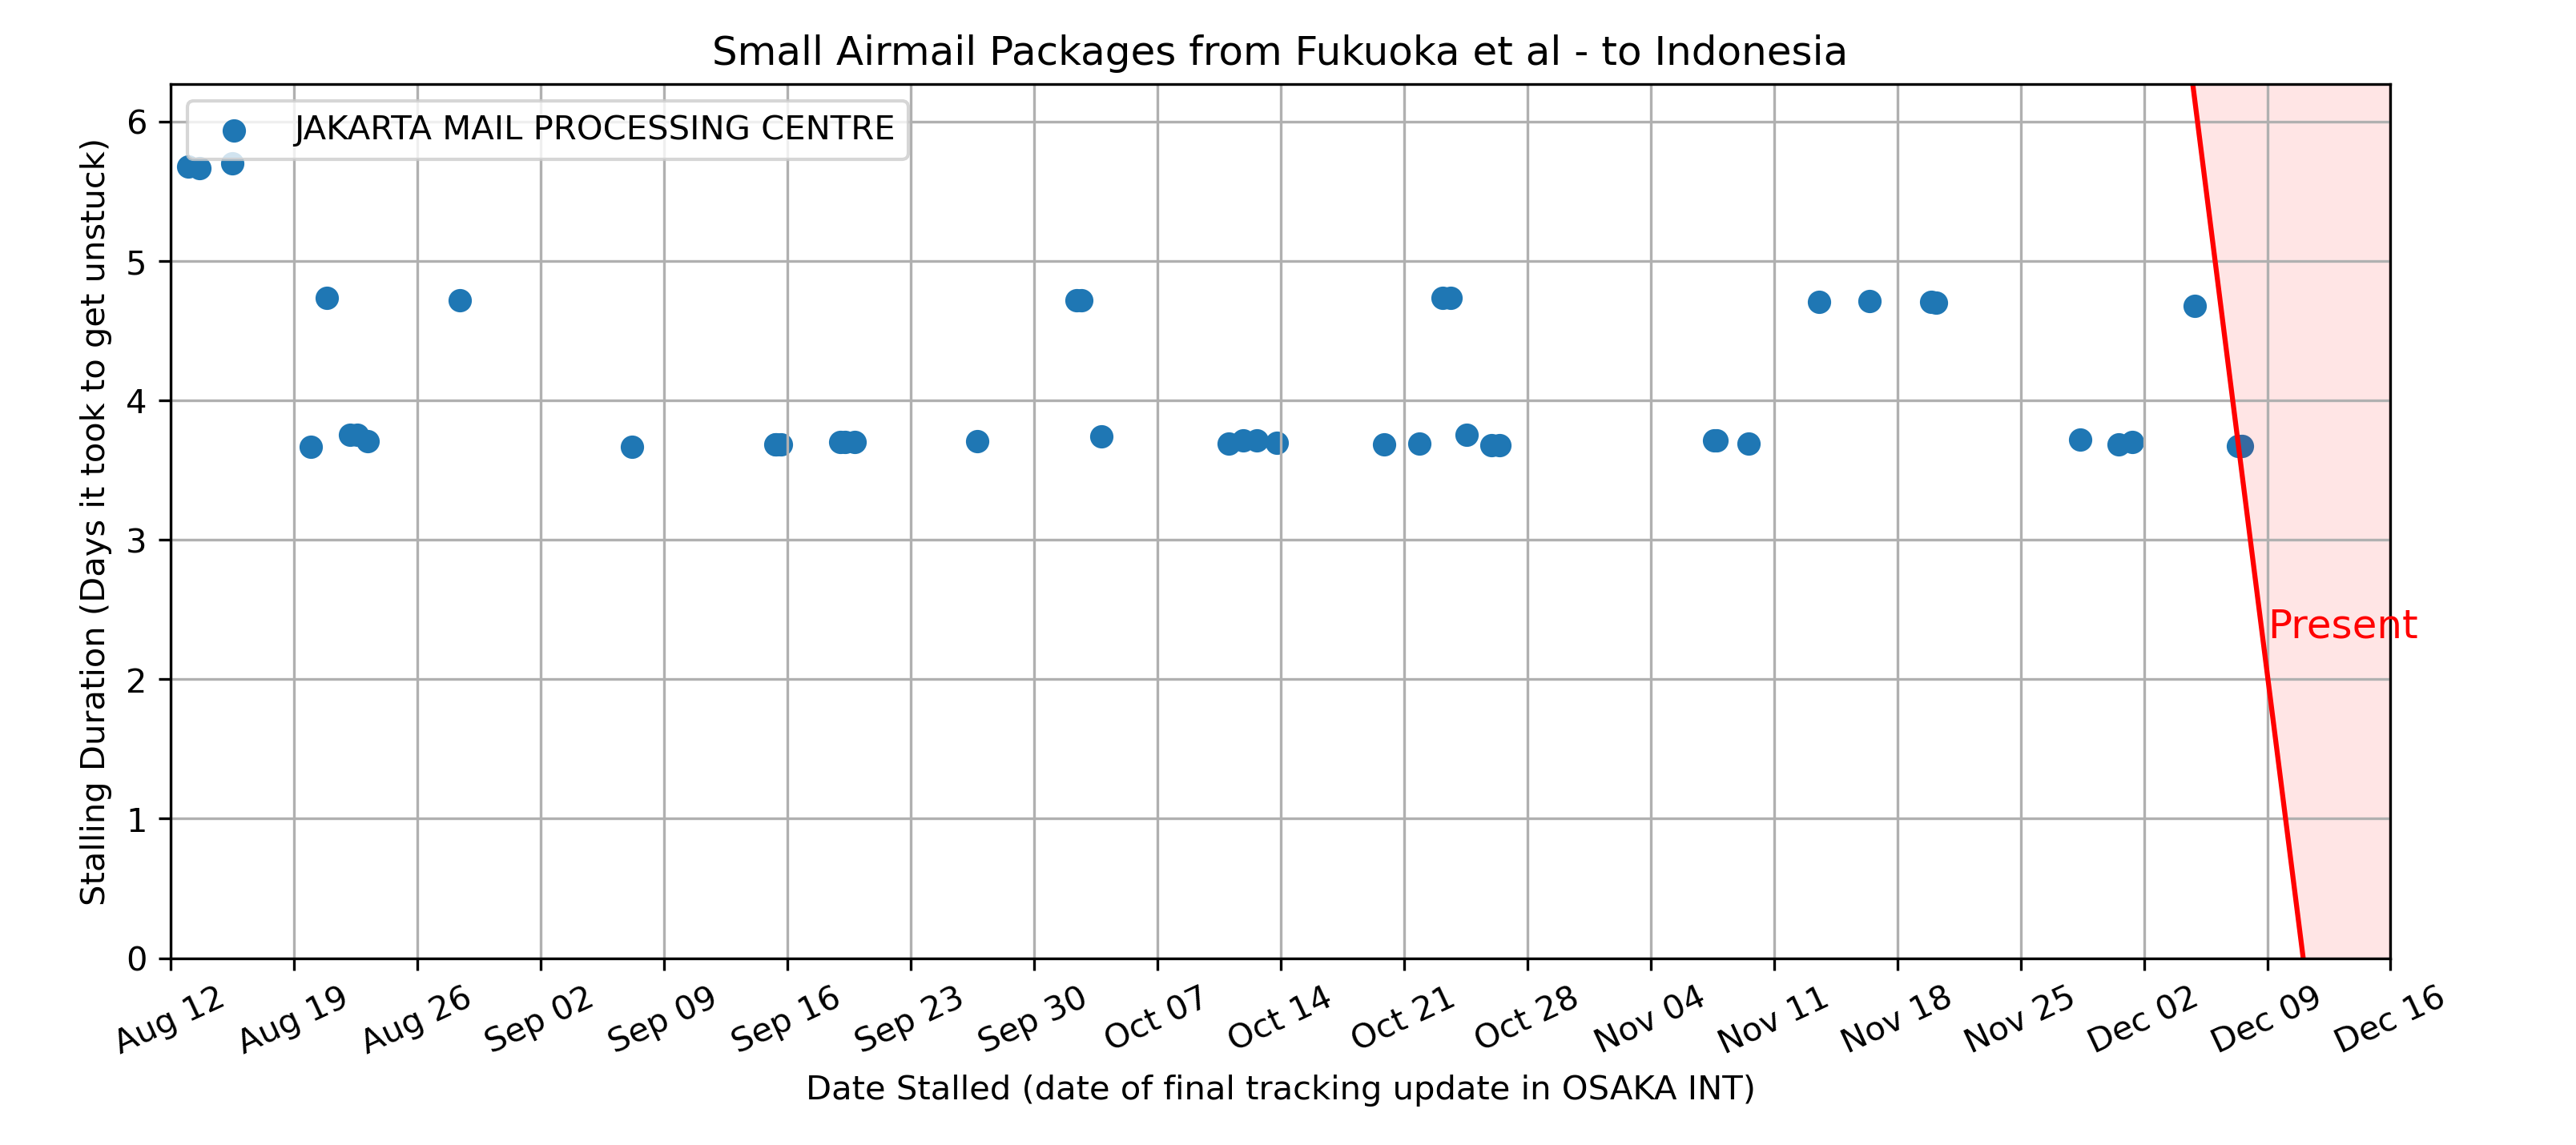 Small Airmail Packages from Fukuoka et al - to Indonesia
JAKARTA MAIL PROCESSING CENTRE
Stalling Duration (Days it took to get unstuck)
6
5
4
3
2
1
0
Present
Aug 12
Aug 19
Aug 26
Sep 02
Sep 09
Sep 16
Sep 23
Sep 30
Oct 07
Oct 14
Oct 21
Oct 28
Nov 04
Nov 11
Nov 18
Nov 25
Dec 02
Dec 09
Dec 16
Date Stalled (date of final tracking update in OSAKA INT)